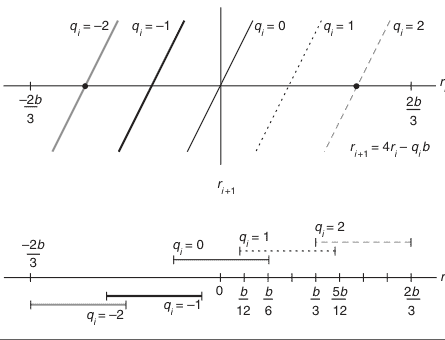 q_i = –2 q_i = –1 q_i = 0 q_i = 1 q_i = 2
r
–2b/3 2b/3
r_{i+1} = 4r_i – q_i b
r_{i+1}
q_i = 2
–2b/3 q_i = 0 q_i = 1
r
0 b/12 b/6 b/3 5b/12 2b/3
q_i = –2 q_i = –1